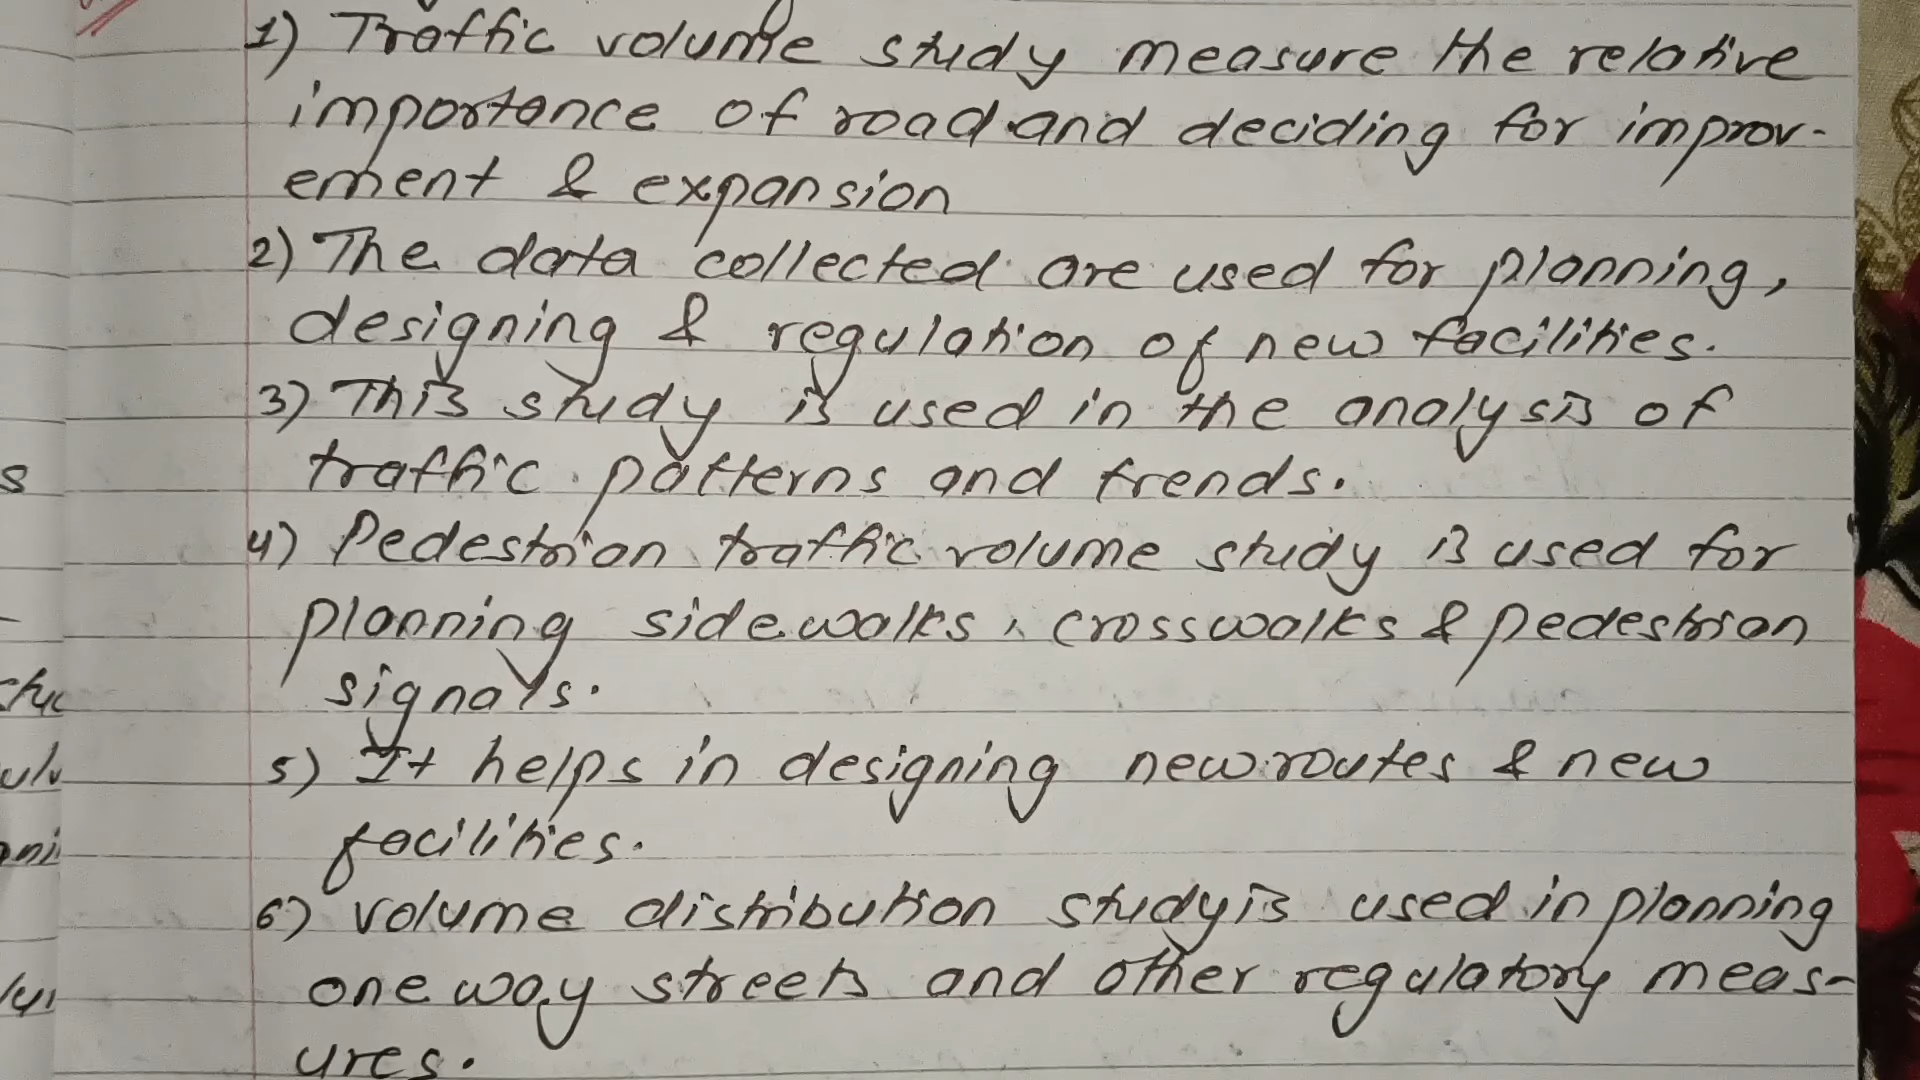 1) Traffic volume study measure the relative
importance of road and deciding for improv-
ement & expansion
2) The data collected are used for planning,
designing & regulation of new facilities.
3) This study is used in the analysis of
traffic patterns and trends.
4) Pedestrian traffic volume study is used for
planning sidewalks, crosswalks & pedestrian
signals.
5) It helps in designing new routes & new
facilities.
6) volume distribution study is used in planning
one way streets and other regulatory meas-
ures.